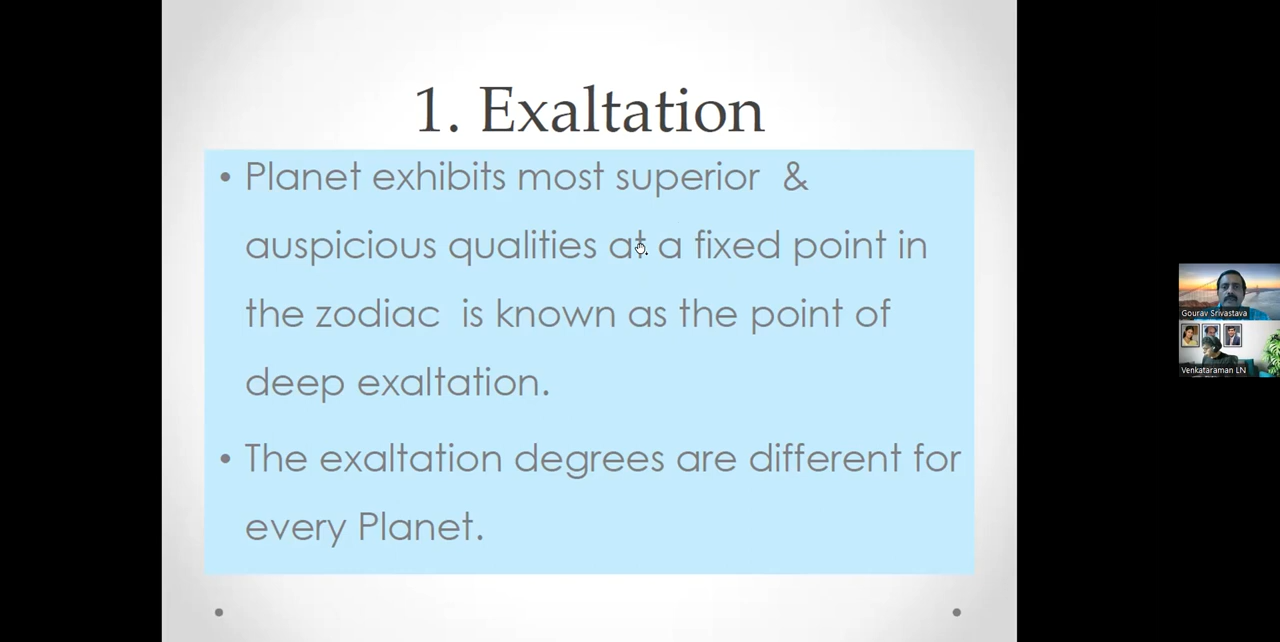 1. Exaltation
• Planet exhibits most superior &
auspicious qualities at a fixed point in
the zodiac is known as the point of
deep exaltation.
• The exaltation degrees are different for
every Planet.
Gourav Srivastava
Venkataraman LN